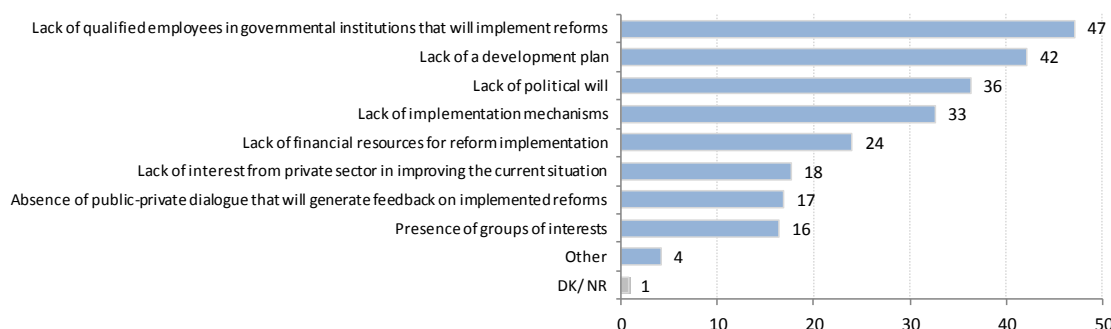 Lack of qualified employees in governmental institutions that will implement reforms 47
Lack of a development plan 42
Lack of political will 36
Lack of implementation mechanisms 33
Lack of financial resources for reform implementation 24
Lack of interest from private sector in improving the current situation 18
Absence of public-private dialogue that will generate feedback on implemented reforms 17
Presence of groups of interests 16
Other 4
DK/ NR 1
0 10 20 30 40 50